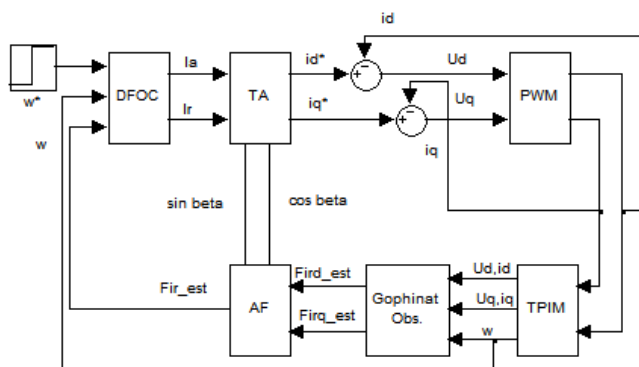 id
Ia
id*
Ud
w*
DFOC
TA
PWM
Ir
iq*
Uq
w
iq
sin beta
cos beta
Fir_est
AF
Fird_est
Firq_est
Gophinat
Obs.
Ud,id
Uq,iq
w
TPIM